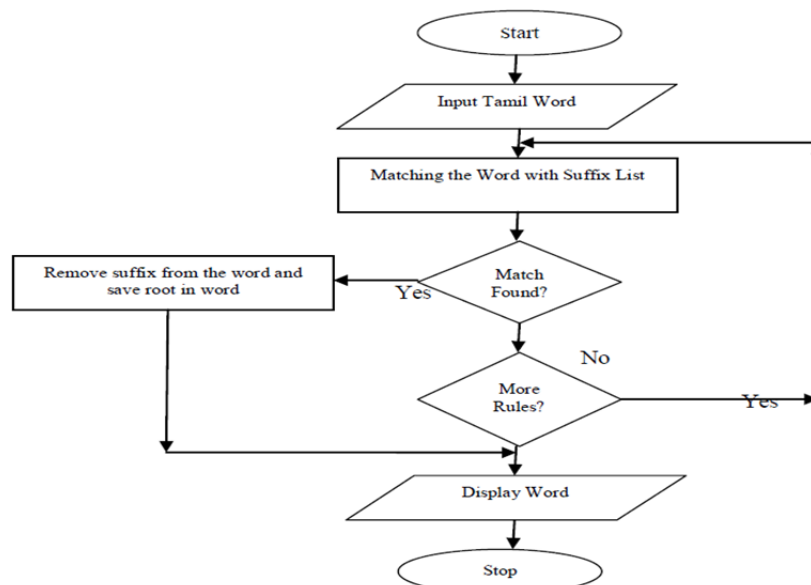 Start
Input Tamil Word
Matching the Word with Suffix List
Remove suffix from the word and
save root in word
Yes
Match
Found?
No
More
Rules?
Yes
Display Word
Stop